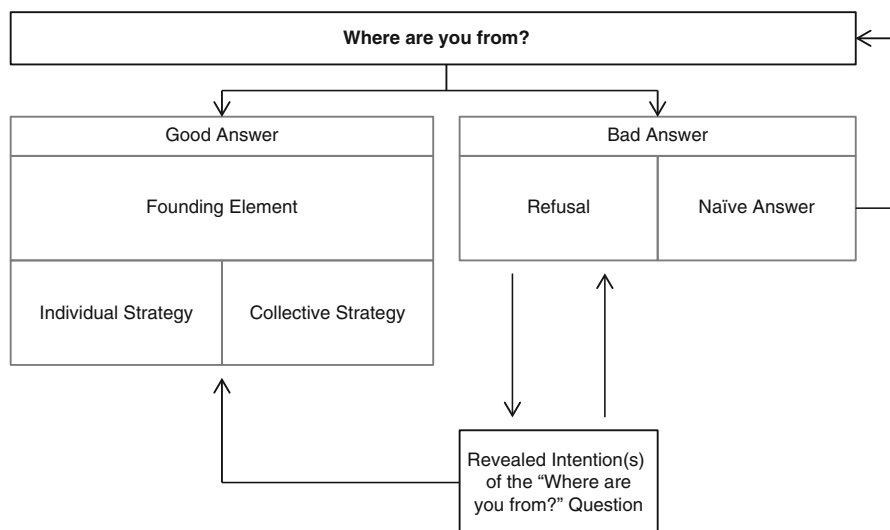 Where are you from?
Good Answer
Bad Answer
Founding Element
Refusal
Naïve Answer
Individual Strategy
Collective Strategy
Revealed Intention(s)
of the “Where are
you from?” Question